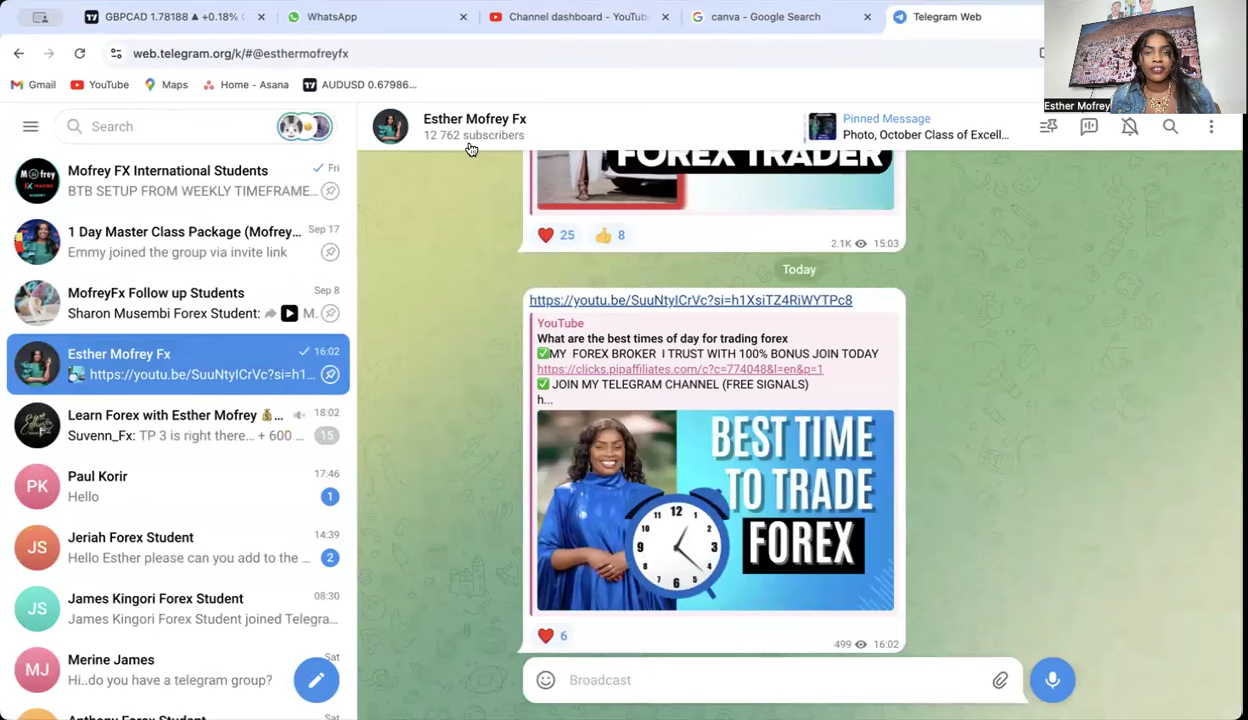 GBPCAD 1.78188 ▲ +0.18%
WhatsApp
Channel dashboard - YouTub
canva - Google Search
Telegram Web
web.telegram.org/k/#@esthermofreyfx
Gmail
YouTube
Maps
Home - Asana
AUDUSD 0.67986...
Esther Mofrey
Search
Esther Mofrey Fx
12 762 subscribers
Pinned Message
Photo, October Class of Excell...
Mofrey FX International Students
Fri
BTB SETUP FROM WEEKLY TIMEFRAME...
1 Day Master Class Package (Mofrey...
Sep 17
Emmy joined the group via invite link
MofreyFx Follow up Students
Sep 8
Sharon Musembi Forex Student: M.
Esther Mofrey Fx
16:02
https://youtu.be/SuuNtyICrVc?si=h1...
Learn Forex with Esther Mofrey 💰...
18:02
Suvenn_Fx: TP 3 is right there... + 600 ...
15
PK
Paul Korir
17:46
Hello
1
JS
Jeriah Forex Student
14:39
Hello Esther please can you add to the ...
2
JS
James Kingori Forex Student
08:30
James Kingori Forex Student joined Telegra...
MJ
Merine James
Sat
Hi..do you have a telegram group?
Anthony Forex Student
Sat
FOREX TRADER
❤️ 25 👍 8
2.1K 15:03
Today
https://youtu.be/SuuNtyICrVc?si=h1XsiTZ4RiWYTPc8
YouTube
What are the best times of day for trading forex
✅MY FOREX BROKER I TRUST WITH 100% BONUS JOIN TODAY
https://clicks.pipaffiliates.com/c?c=774048&l=en&p=1
✅ JOIN MY TELEGRAM CHANNEL (FREE SIGNALS)
h...
BEST TIME
TO TRADE
FOREX
❤️ 6
499 16:02
Broadcast